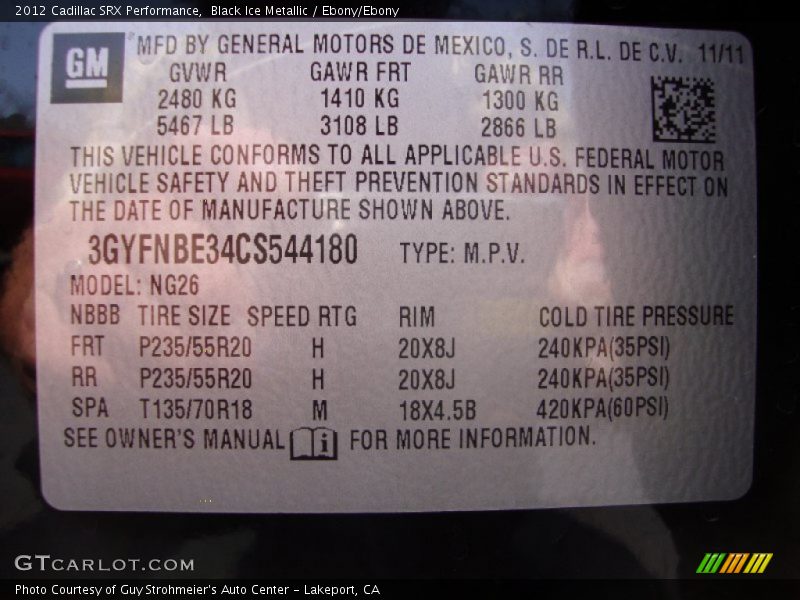 2012 Cadillac SRX Performance,  Black Ice Metallic / Ebony/Ebony
GM
MFD BY GENERAL MOTORS DE MEXICO, S. DE R.L. DE C.V. 11/11
GVWR GAWR FRT GAWR RR
2480 KG 1410 KG 1300 KG
5467 LB 3108 LB 2866 LB
THIS VEHICLE CONFORMS TO ALL APPLICABLE U.S. FEDERAL MOTOR
VEHICLE SAFETY AND THEFT PREVENTION STANDARDS IN EFFECT ON
THE DATE OF MANUFACTURE SHOWN ABOVE.
3GYFNBE34CS544180 TYPE: M.P.V.
MODEL: NG26
NBBB TIRE SIZE SPEED RTG RIM COLD TIRE PRESSURE
FRT P235/55R20 H 20X8J 240KPA(35PSI)
RR P235/55R20 H 20X8J 240KPA(35PSI)
SPA T135/70R18 M 18X4.5B 420KPA(60PSI)
SEE OWNER'S MANUAL i FOR MORE INFORMATION.
GTCARLOT.COM
Photo Courtesy of Guy Strohmeier's Auto Center - Lakeport, CA